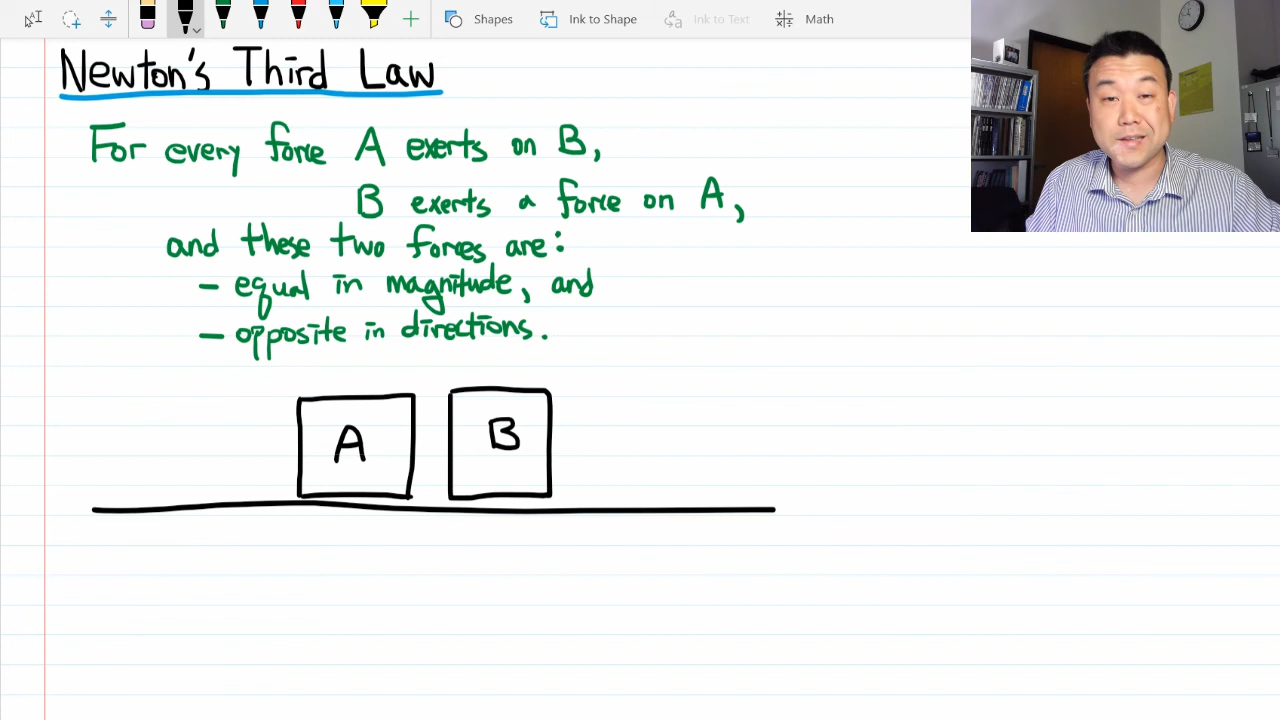 Shapes
Ink to Shape
Ink to Text
Math
Newton's Third Law
For every force A exerts on B,
B exerts a force on A,
and these two forces are:
- equal in magnitude, and
- opposite in directions.
A
B